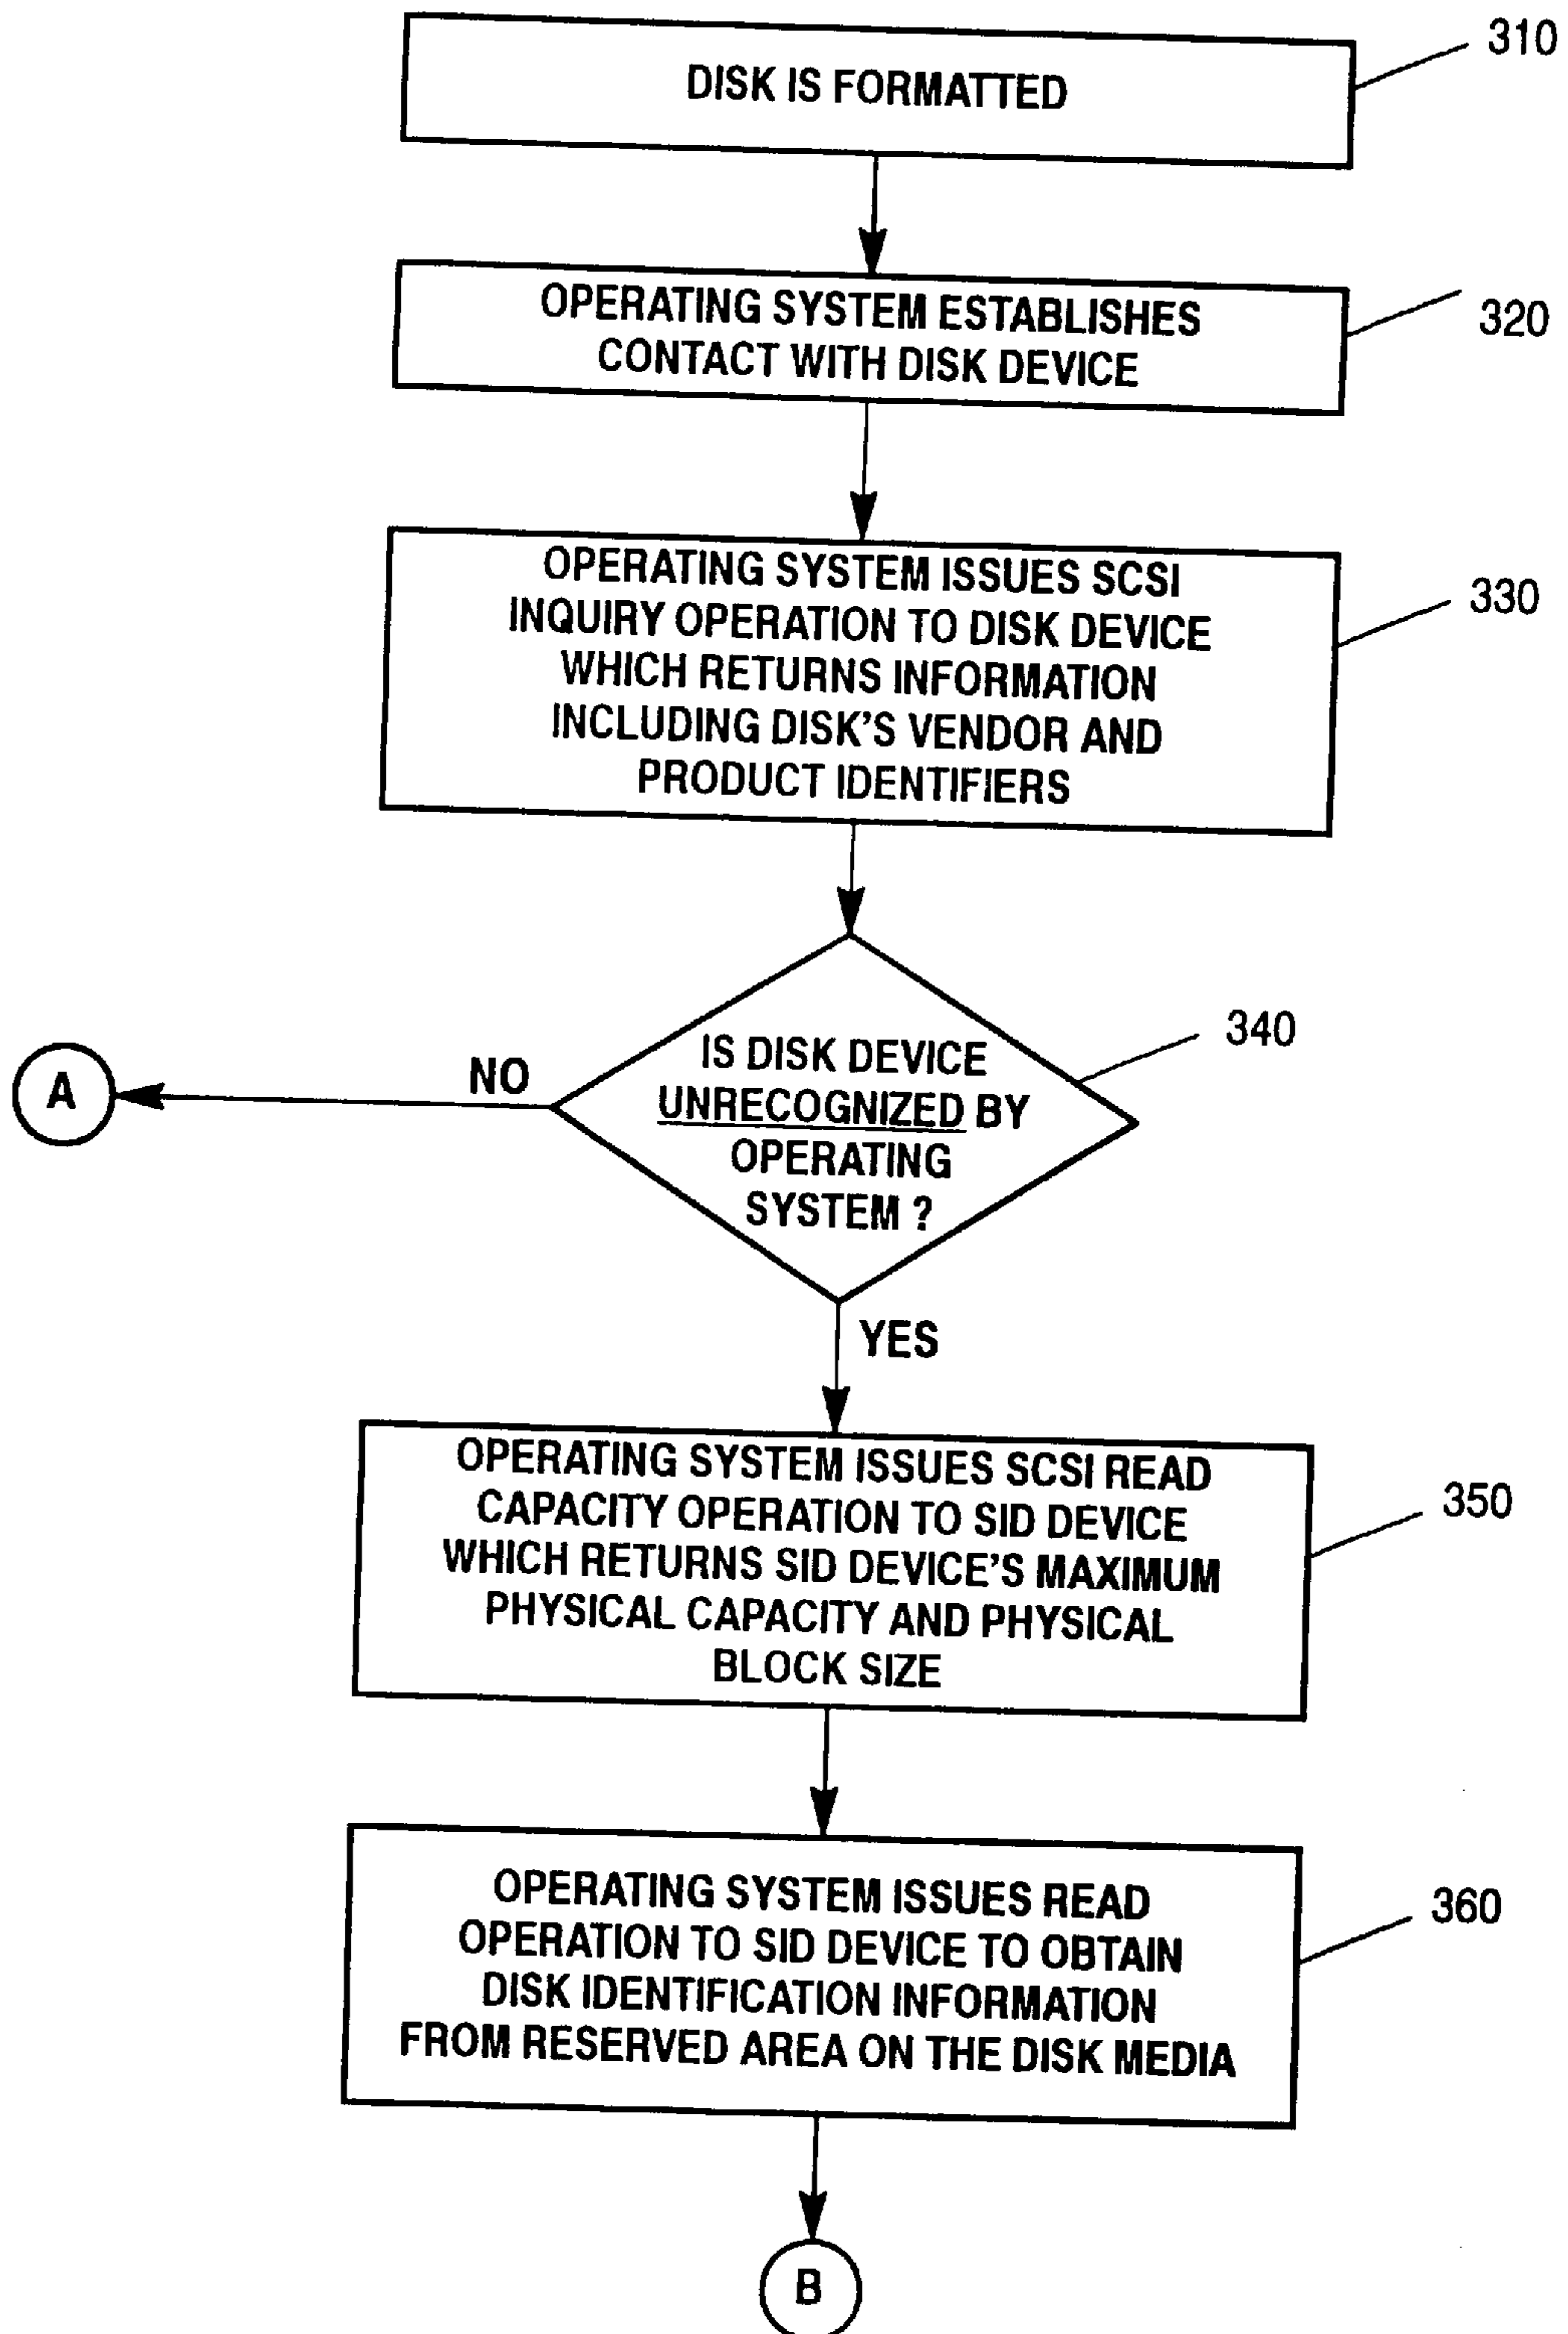 DISK IS FORMATTED
310
OPERATING SYSTEM ESTABLISHES
CONTACT WITH DISK DEVICE
320
OPERATING SYSTEM ISSUES SCSI
INQUIRY OPERATION TO DISK DEVICE
WHICH RETURNS INFORMATION
INCLUDING DISK'S VENDOR AND
PRODUCT IDENTIFIERS
330
IS DISK DEVICE
UNRECOGNIZED BY
OPERATING
SYSTEM ?
340
NO
A
YES
OPERATING SYSTEM ISSUES SCSI READ
CAPACITY OPERATION TO SID DEVICE
WHICH RETURNS SID DEVICE'S MAXIMUM
PHYSICAL CAPACITY AND PHYSICAL
BLOCK SIZE
350
OPERATING SYSTEM ISSUES READ
OPERATION TO SID DEVICE TO OBTAIN
DISK IDENTIFICATION INFORMATION
FROM RESERVED AREA ON THE DISK MEDIA
360
B